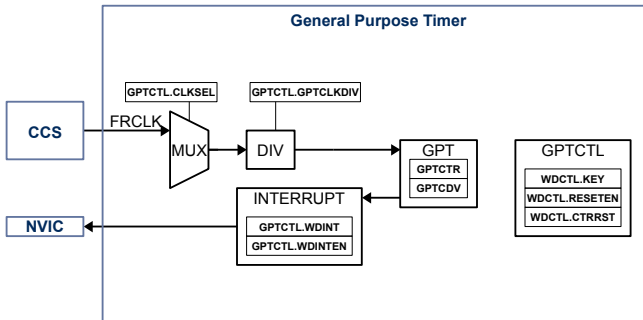 General Purpose Timer
GPTCTL.CLKSEL
GPTCTL.GPTCLKDIV
CCS
FRCLK
MUX
DIV
GPT
GPTCTR
GPTCDV
GPTCTL
WDCTL.KEY
WDCTL.RESETEN
WDCTL.CTRRST
INTERRUPT
GPTCTL.WDINT
GPTCTL.WDINTEN
NVIC